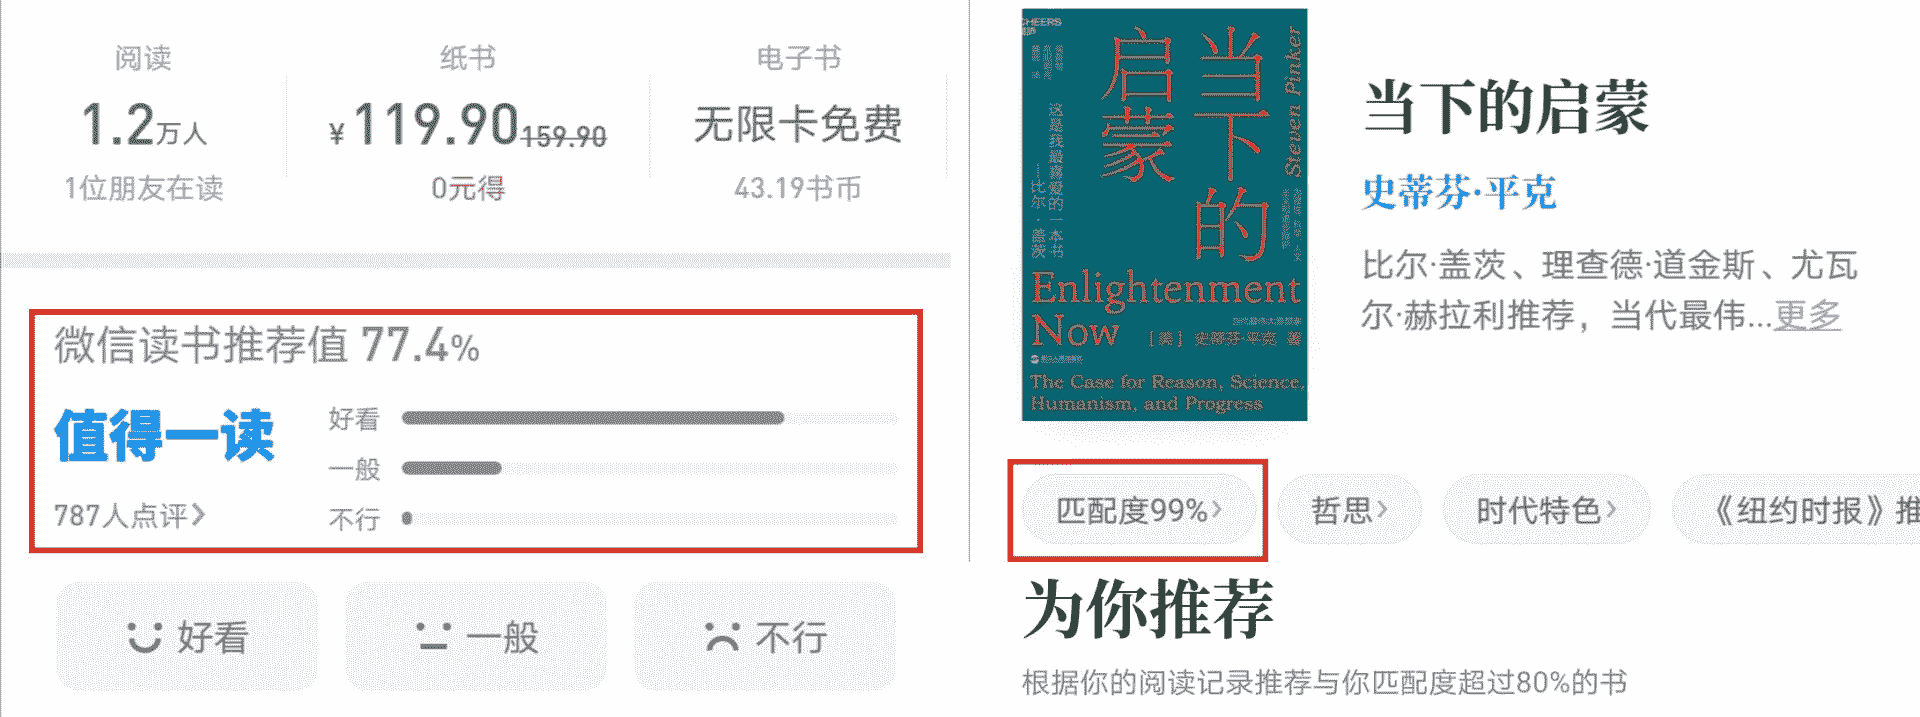 阅读
1.2万人
1位朋友在读
纸书
¥119.90 159.90
0元得
电子书
无限卡免费
43.19书币
微信读书推荐值 77.4%
值得一读
787人点评>
好看
一般
不行
好看
一般
不行
CHEERS
当下的
启蒙
Steven Pinker
这是我最喜爱的一本书
——比尔·盖茨
Enlightenment
Now
[美] 史蒂芬·平克 著
The Case for Reason, Science,
Humanism, and Progress
当下的启蒙
史蒂芬·平克
比尔·盖茨、理查德·道金斯、尤瓦
尔·赫拉利推荐，当代最伟...更多
匹配度99%>
哲思>
时代特色>
《纽约时报》推
为你推荐
根据你的阅读记录推荐与你匹配度超过80%的书